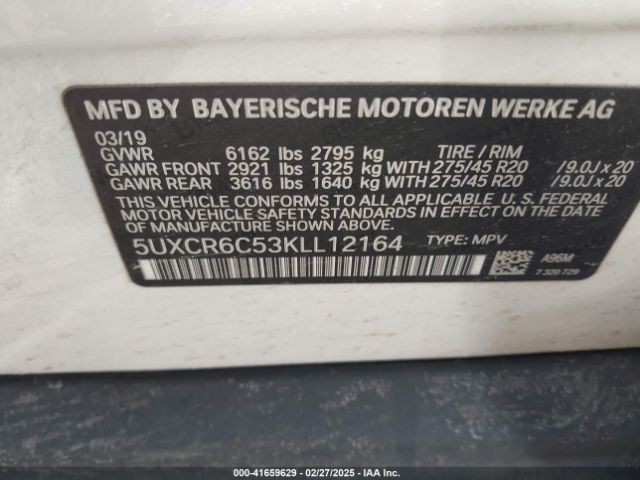 MFD BY BAYERISCHE MOTOREN WERKE AG
03/19
GVWR 6162 lbs 2795 kg TIRE / RIM
GAWR FRONT 2921 lbs 1325 kg WITH 275/45 R20 /9.0J x 20
GAWR REAR 3616 lbs 1640 kg WITH 275/45 R20 /9.0J x 20
THIS VEHICLE CONFORMS TO ALL APPLICABLE U.S. FEDERAL
MOTOR VEHICLE SAFETY STANDARDS IN EFFECT ON THE DATE
OF MANUFACTURE SHOWN ABOVE.
5UXCR6C53KLL12164 TYPE: MPV
A96M
7 320 729
© - 41659629 - 02/27/2025 - IAA Inc.